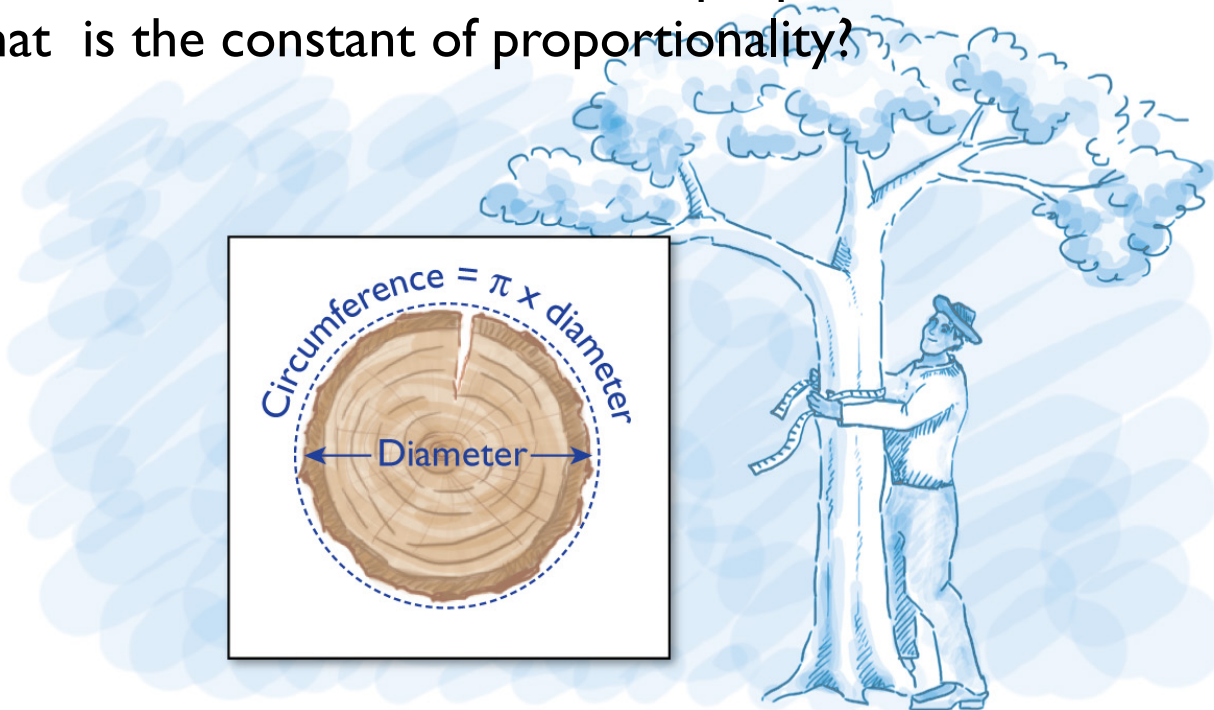 is the constant of proportionality?
Circumference = π x diameter
Diameter